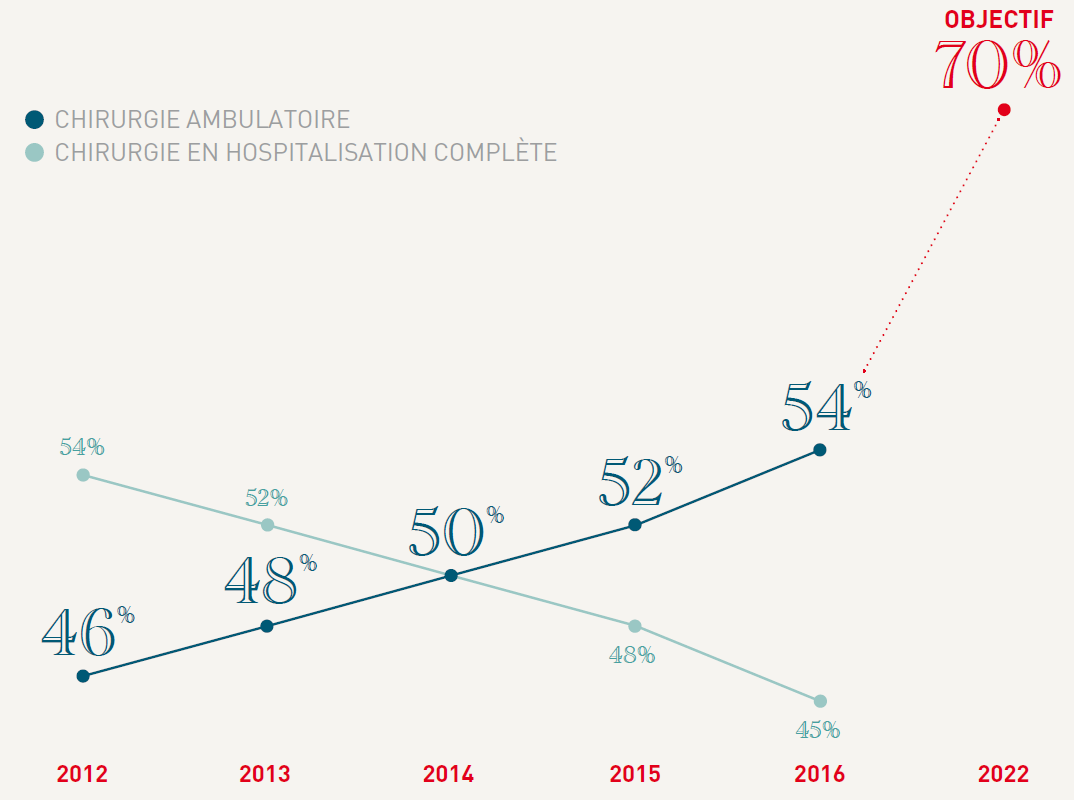 OBJECTIF
70%
CHIRURGIE AMBULATOIRE
CHIRURGIE EN HOSPITALISATION COMPLÈTE
54%
52%
50%
52%
54%
46%
48%
48%
45%
2012 2013 2014 2015 2016 2022